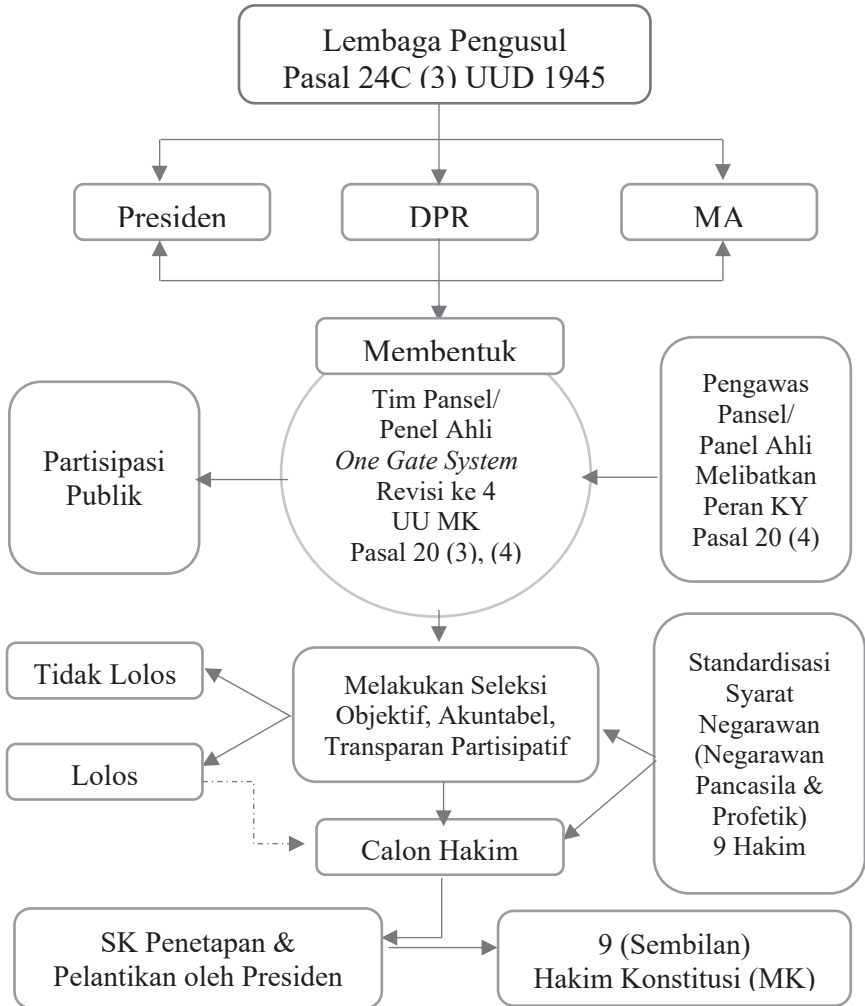 Lembaga Pengusul
Pasal 24C (3) UUD 1945
Presiden
DPR
MA
Membentuk
Tim Pansel/
Penel Ahli
One Gate System
Revisi ke 4
UU MK
Pasal 20 (3), (4)
Partisipasi
Publik
Pengawas
Pansel/
Panel Ahli
Melibatkan
Peran KY
Pasal 20 (4)
Tidak Lolos
Lolos
Melakukan Seleksi
Objektif, Akuntabel,
Transparan Partisipatif
Standardisasi
Syarat
Negarawan
(Negarawan
Pancasila &
Profetik)
9 Hakim
Calon Hakim
SK Penetapan &
Pelantikan oleh Presiden
9 (Sembilan)
Hakim Konstitusi (MK)